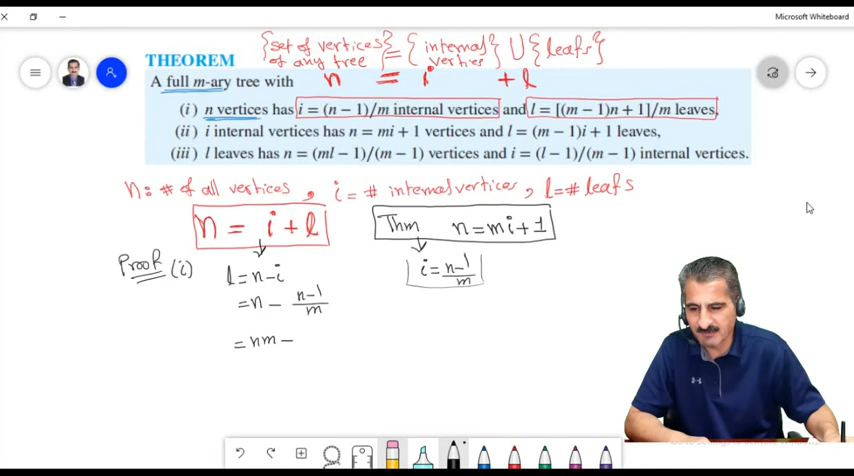 Microsoft Whiteboard
{set of vertices of any tree} = {internal vertices} ∪ {leafs}
n = i + l
THEOREM
A full m-ary tree with
(i) n vertices has i = (n − 1)/m internal vertices and l = [(m − 1)n + 1]/m leaves,
(ii) i internal vertices has n = mi + 1 vertices and l = (m − 1)i + 1 leaves,
(iii) l leaves has n = (ml − 1)/(m − 1) vertices and i = (l − 1)/(m − 1) internal vertices.
n: # of all vertices , i = # internal vertices , l = # leafs
n = i + l
Thm n = mi + 1
Proof (i)
l = n − i
= n − (n−1)/m
= nm −
i = (n−1)/m